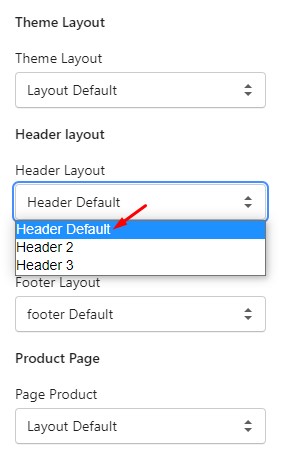 Theme Layout
Theme Layout
Layout Default
Header layout
Header Layout
Header Default
Header Default
Header 2
Header 3
Footer Layout
footer Default
Product Page
Page Product
Layout Default